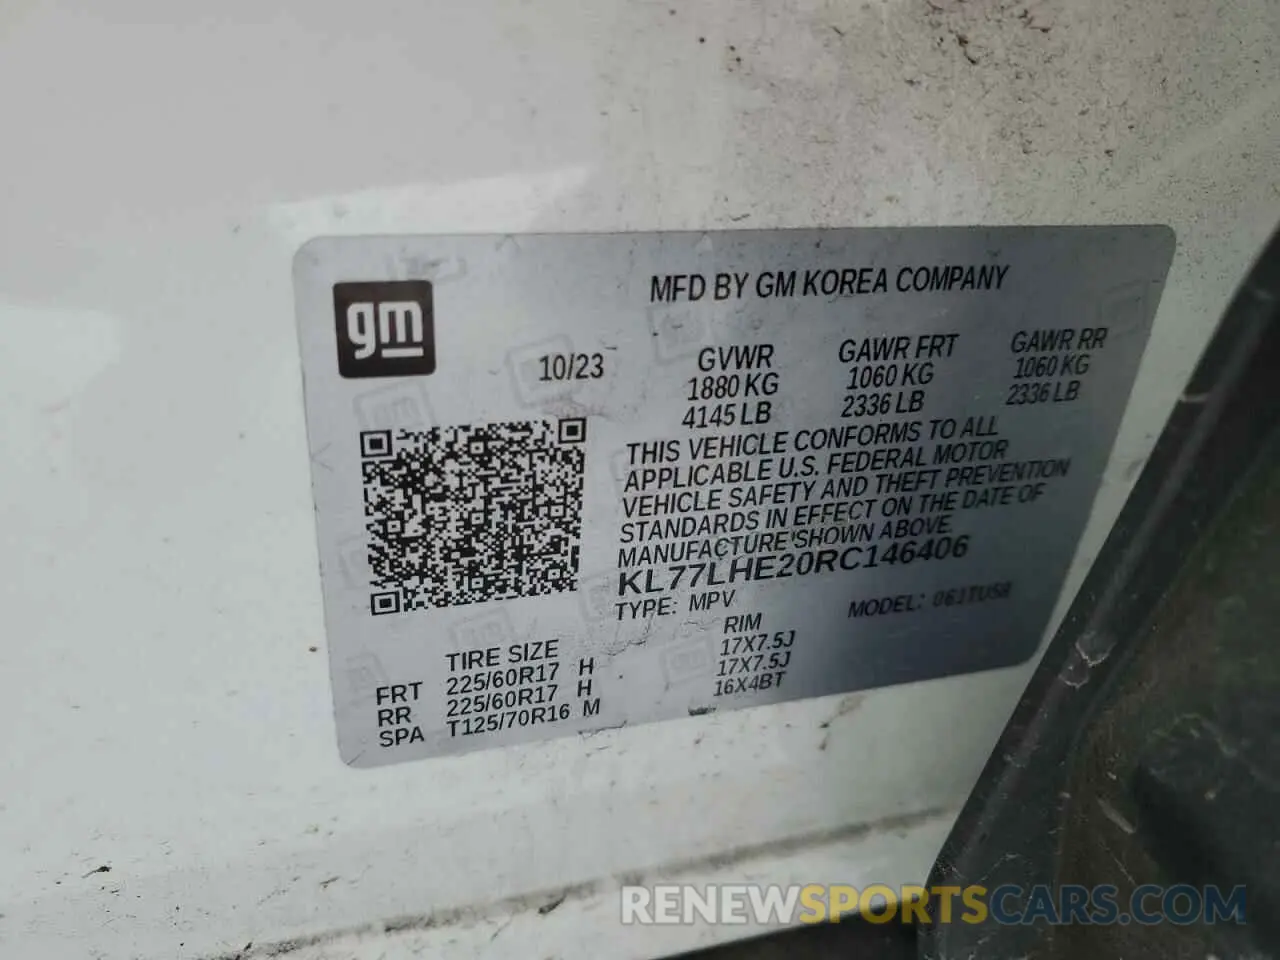 gm
MFD BY GM KOREA COMPANY
10/23
GVWR GAWR FRT GAWR RR
1880 KG 1060 KG 1060 KG
4145 LB 2336 LB 2336 LB
THIS VEHICLE CONFORMS TO ALL
APPLICABLE U.S. FEDERAL MOTOR
VEHICLE SAFETY AND THEFT PREVENTION
STANDARDS IN EFFECT ON THE DATE OF
MANUFACTURE SHOWN ABOVE.
KL77LHE20RC146406
TYPE: MPV MODEL: 061TU58
TIRE SIZE RIM
FRT 225/60R17 H 17X7.5J
RR 225/60R17 H 17X7.5J
SPA T125/70R16 M 16X4BT
RENEWSPORTSCARS.COM